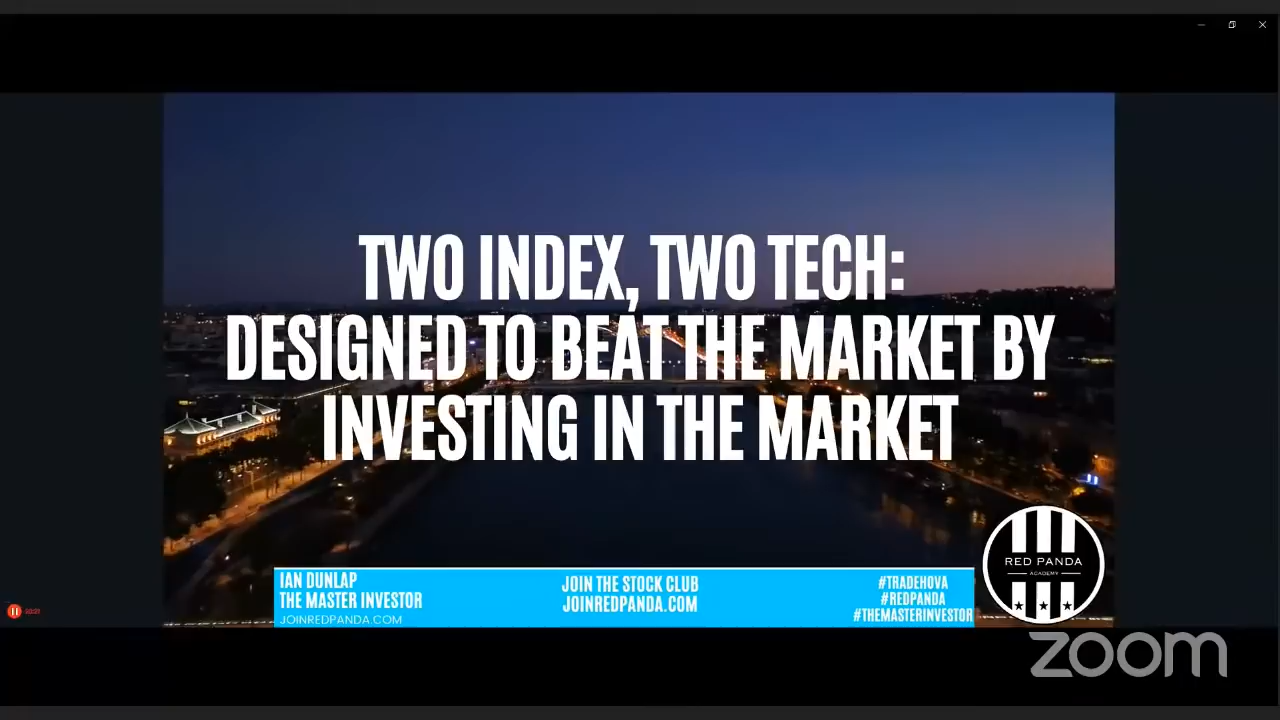 TWO INDEX, TWO TECH:
DESIGNED TO BEAT THE MARKET BY
INVESTING IN THE MARKET
IAN DUNLAP
THE MASTER INVESTOR
JOINREDPANDA.COM
JOIN THE STOCK CLUB
JOINREDPANDA.COM
#TRADEHOVA
#REDPANDA
#THEMASTERINVESTOR
RED PANDA
ACADEMY
zoom